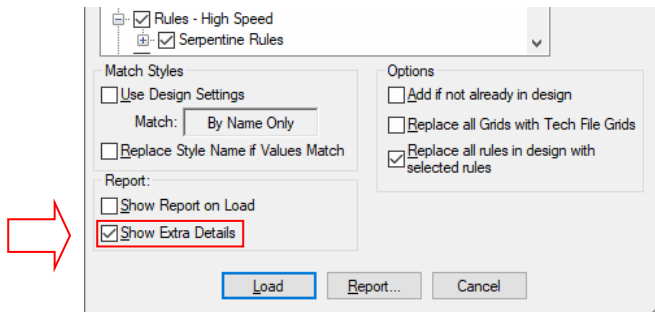 Rules - High Speed
Serpentine Rules
Match Styles
Use Design Settings
Match: By Name Only
Replace Style Name if Values Match
Report:
Show Report on Load
Show Extra Details
Options
Add if not already in design
Replace all Grids with Tech File Grids
Replace all rules in design with
selected rules
Load Report... Cancel